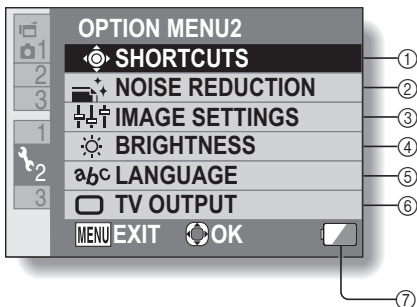 OPTION MENU2
1
SHORTCUTS
①
2
NOISE REDUCTION
②
3
IMAGE SETTINGS
③
1
BRIGHTNESS
④
2
abc LANGUAGE
⑤
3
TV OUTPUT
⑥
MENU EXIT OK
⑦